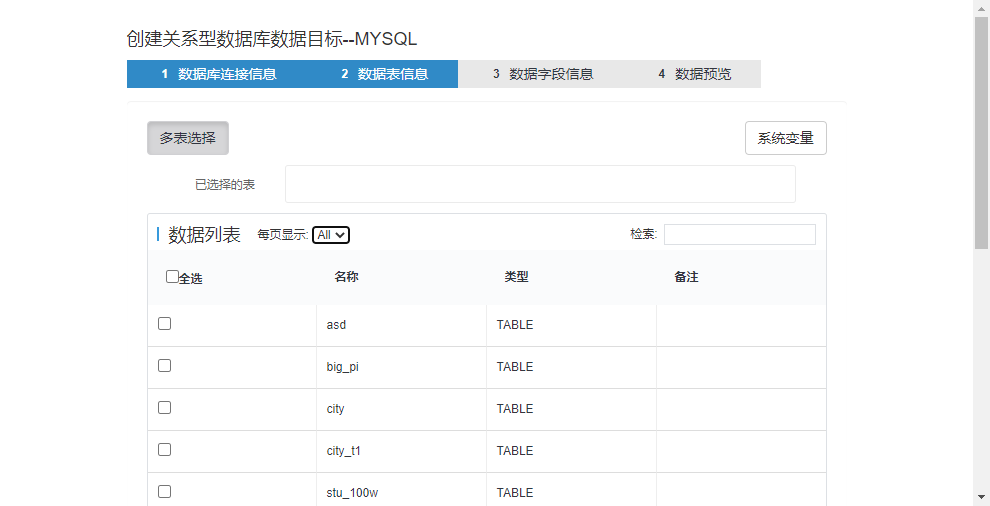 创建关系型数据库数据目标--MYSQL
1 数据库连接信息 2 数据表信息 3 数据字段信息 4 数据预览
多表选择 系统变量
已选择的表
数据列表 每页显示: All 检索:
全选 名称 类型 备注
asd TABLE
big_pi TABLE
city TABLE
city_t1 TABLE
stu_100w TABLE